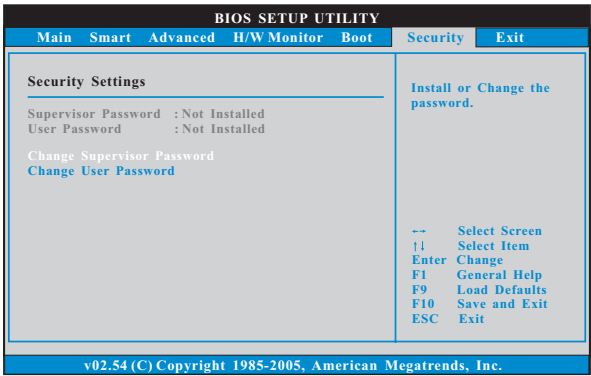 BIOS SETUP UTILITY
Main Smart Advanced H/W Monitor Boot Security Exit
Security Settings
Supervisor Password : Not Installed
User Password : Not Installed
Change Supervisor Password
Change User Password
Install or Change the
password.
←→ Select Screen
↑↓ Select Item
Enter Change
F1 General Help
F9 Load Defaults
F10 Save and Exit
ESC Exit
v02.54 (C) Copyright 1985-2005, American Megatrends, Inc.